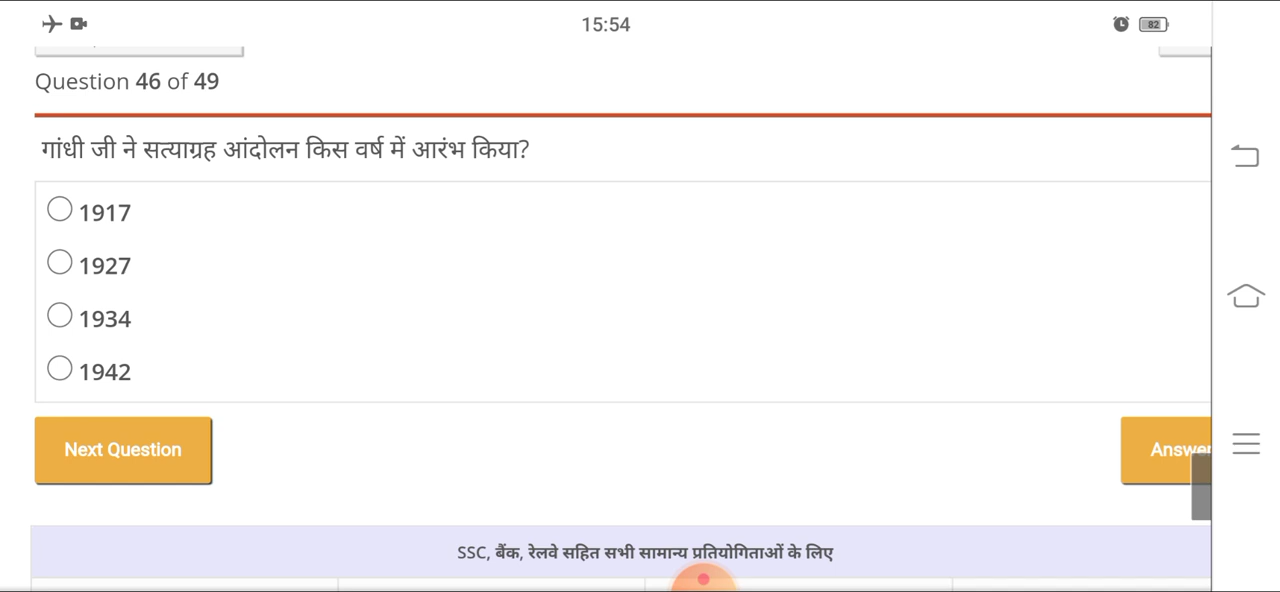 15:54
82
Question 46 of 49
गांधी जी ने सत्याग्रह आंदोलन किस वर्ष में आरंभ किया?
1917
1927
1934
1942
Next Question
Answer
SSC, बैंक, रेलवे सहित सभी सामान्य प्रतियोगिताओं के लिए